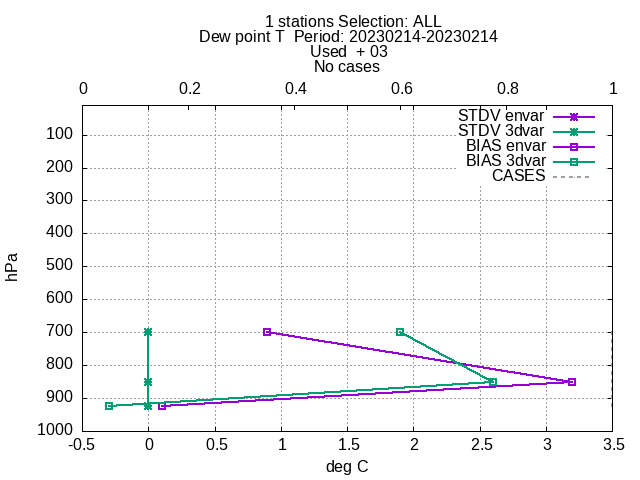 1 stations Selection: ALL
Dew point T  Period: 20230214-20230214
Used  + 03
No cases
0 0.2 0.4 0.6 0.8 1
STDV envar
STDV 3dvar
BIAS envar
BIAS 3dvar
CASES
100
200
300
400
500
600
700
800
900
1000
hPa
-0.5 0 0.5 1 1.5 2 2.5 3 3.5
deg C